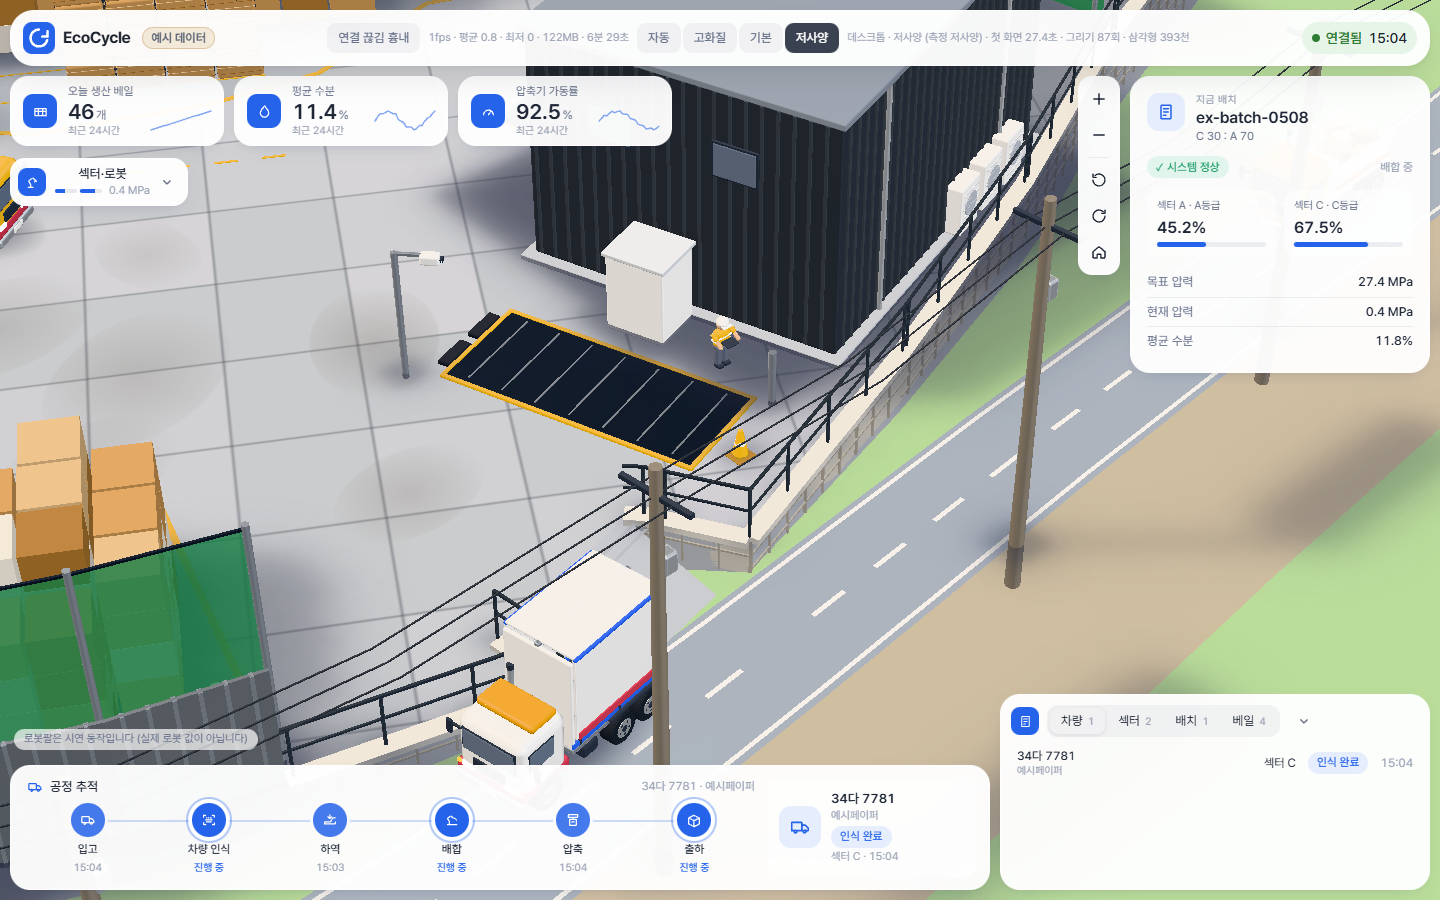 EcoCycle
예시 데이터
연결 끊김 흉내
1fps · 평균 0.8 · 최저 0 · 122MB · 6분 29초
자동
고화질
기본
저사양
데스크톱 · 저사양 (측정 저사양) · 첫 화면 27.4초 · 그리기 87회 · 삼각형 393천
연결됨 15:04
오늘 생산 베일
46개
최근 24시간
평균 수분
11.4%
최근 24시간
압축기 가동률
92.5%
최근 24시간
섹터·로봇
0.4 MPa
지금 배치
ex-batch-0508
C 30 : A 70
✓ 시스템 정상
배합 중
섹터 A · A등급
45.2%
섹터 C · C등급
67.5%
목표 압력 27.4 MPa
현재 압력 0.4 MPa
평균 수분 11.8%
로봇팔은 시연 동작입니다 (실제 로봇 값이 아닙니다)
공정 추적
34다 7781 · 예시페이퍼
입고
15:04
차량 인식
진행 중
하역
15:03
배합
진행 중
압축
15:04
출하
진행 중
34다 7781
예시페이퍼
인식 완료
섹터 C · 15:04
차량 1
섹터 2
배치 1
베일 4
34다 7781
예시페이퍼
섹터 C
인식 완료
15:04